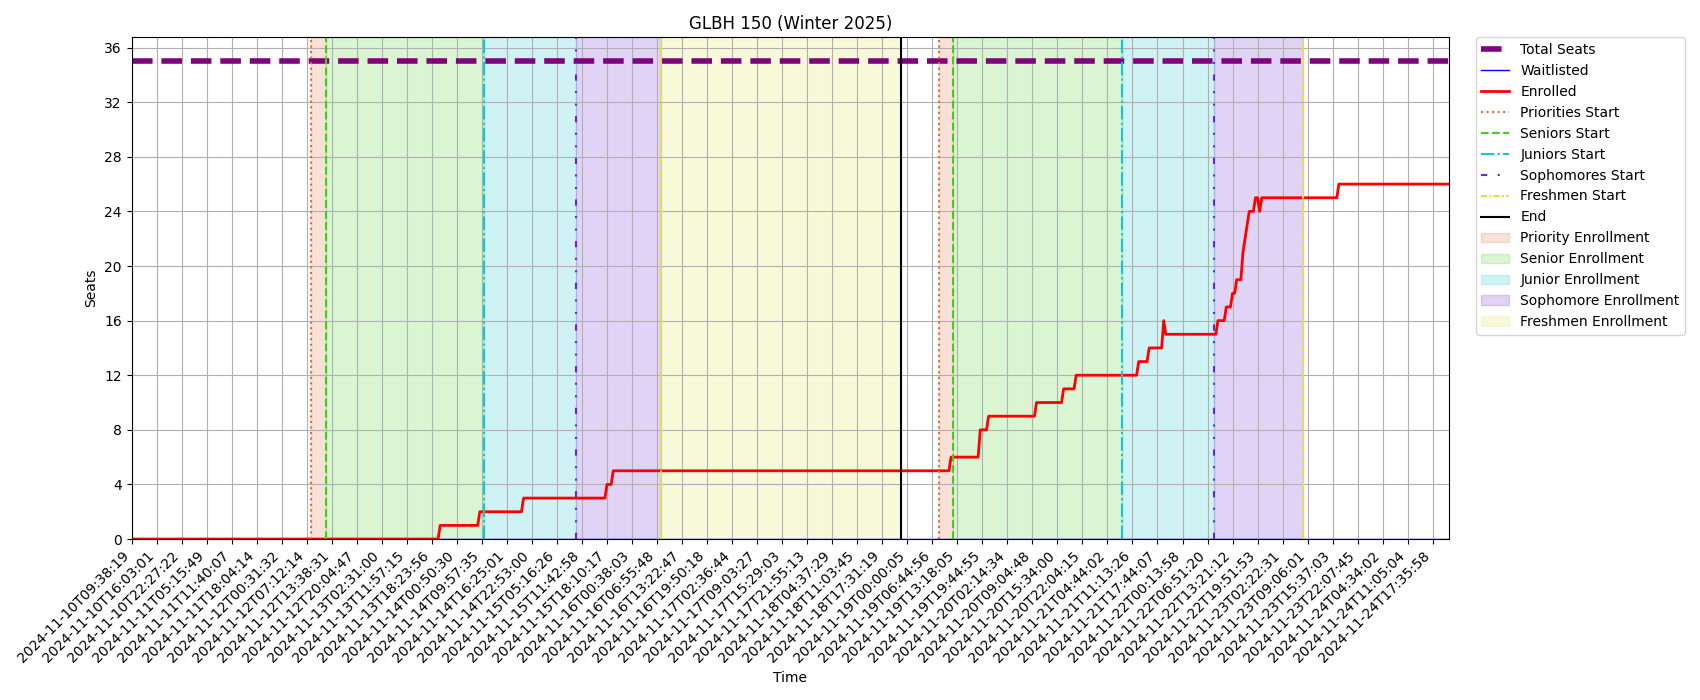 GLBH 150 (Winter 2025)
Seats
36
32
28
24
20
16
12
8
4
0
2024-11-10T09:38:19
2024-11-10T16:03:01
2024-11-10T22:27:22
2024-11-11T05:15:49
2024-11-11T11:40:07
2024-11-11T18:04:14
2024-11-12T00:31:32
2024-11-12T07:12:14
2024-11-12T13:38:31
2024-11-12T20:04:47
2024-11-13T02:31:00
2024-11-13T11:57:15
2024-11-13T18:23:56
2024-11-14T00:50:30
2024-11-14T09:57:35
2024-11-14T16:25:01
2024-11-14T22:53:00
2024-11-15T05:16:26
2024-11-15T11:42:58
2024-11-15T18:10:17
2024-11-16T00:38:03
2024-11-16T06:55:48
2024-11-16T13:22:47
2024-11-16T19:50:18
2024-11-17T02:36:44
2024-11-17T09:03:27
2024-11-17T15:29:03
2024-11-17T21:55:13
2024-11-18T04:37:29
2024-11-18T11:03:45
2024-11-18T17:31:19
2024-11-19T00:00:05
2024-11-19T06:44:56
2024-11-19T13:18:05
2024-11-19T19:44:55
2024-11-20T02:14:34
2024-11-20T09:04:48
2024-11-20T15:34:00
2024-11-20T22:04:15
2024-11-21T04:44:02
2024-11-21T11:13:26
2024-11-21T17:44:07
2024-11-22T00:13:58
2024-11-22T06:51:20
2024-11-22T13:21:12
2024-11-22T19:51:53
2024-11-23T02:22:31
2024-11-23T09:06:01
2024-11-23T15:37:03
2024-11-23T22:07:45
2024-11-24T04:34:02
2024-11-24T11:05:04
2024-11-24T17:35:58
Time
Total Seats
Waitlisted
Enrolled
Priorities Start
Seniors Start
Juniors Start
Sophomores Start
Freshmen Start
End
Priority Enrollment
Senior Enrollment
Junior Enrollment
Sophomore Enrollment
Freshmen Enrollment